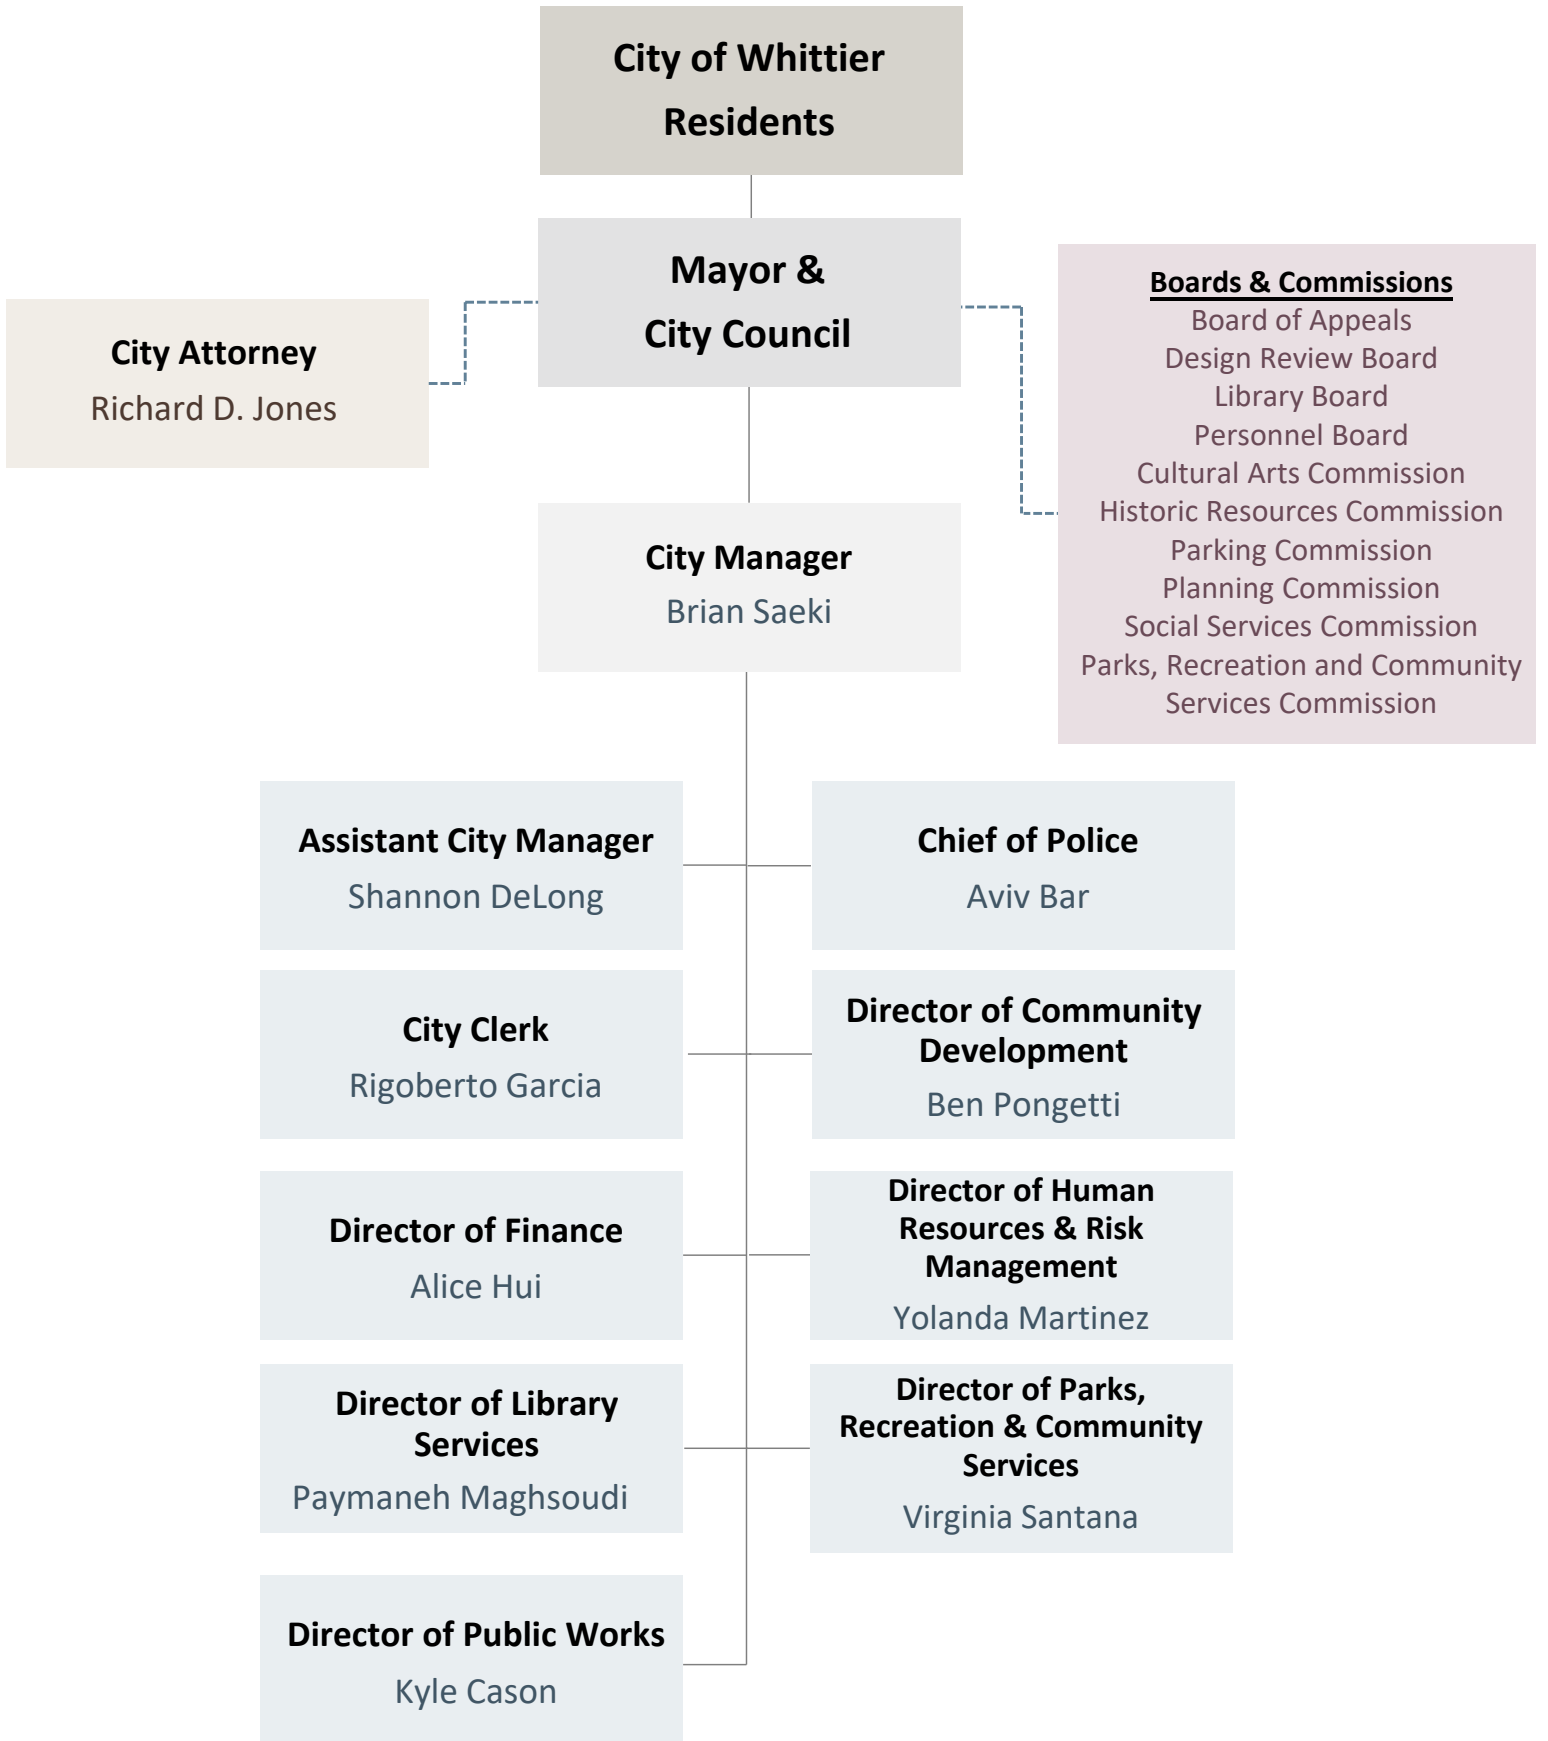 City of Whittier
Residents
Mayor &
City Council
City Attorney
Richard D. Jones
Boards & Commissions
Board of Appeals
Design Review Board
Library Board
Personnel Board
Cultural Arts Commission
Historic Resources Commission
Parking Commission
Planning Commission
Social Services Commission
Parks, Recreation and Community
Services Commission
City Manager
Brian Saeki
Assistant City Manager
Shannon DeLong
Chief of Police
Aviv Bar
City Clerk
Rigoberto Garcia
Director of Community
Development
Ben Pongetti
Director of Finance
Alice Hui
Director of Human
Resources & Risk
Management
Yolanda Martinez
Director of Library
Services
Paymaneh Maghsoudi
Director of Parks,
Recreation & Community
Services
Virginia Santana
Director of Public Works
Kyle Cason